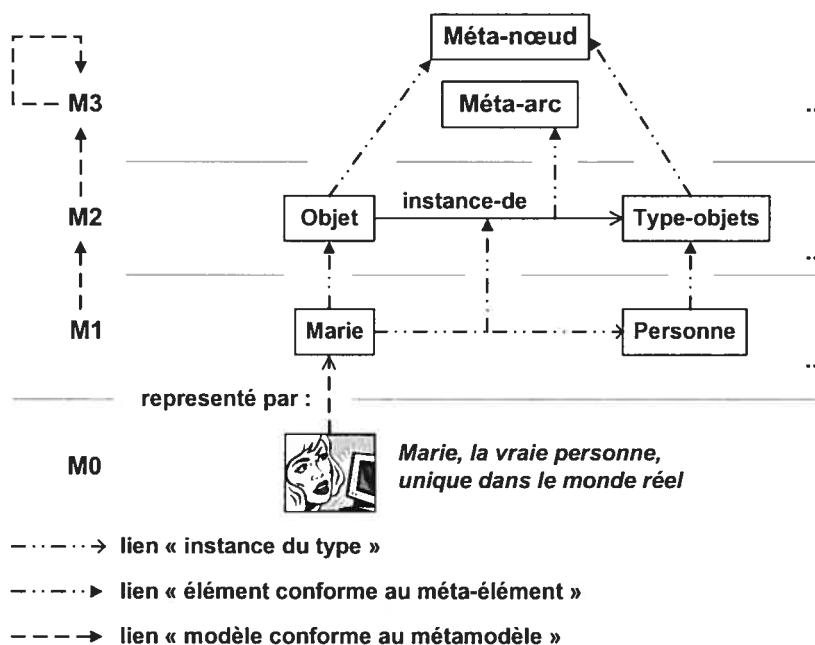 Méta-nœud
M3
Méta-arc
M2
Objet
instance-de
Type-objets
M1
Marie
Personne
representé par :
M0
Marie, la vraie personne,
unique dans le monde réel
lien « instance du type »
lien « élément conforme au méta-élément »
lien « modèle conforme au métamodèle »